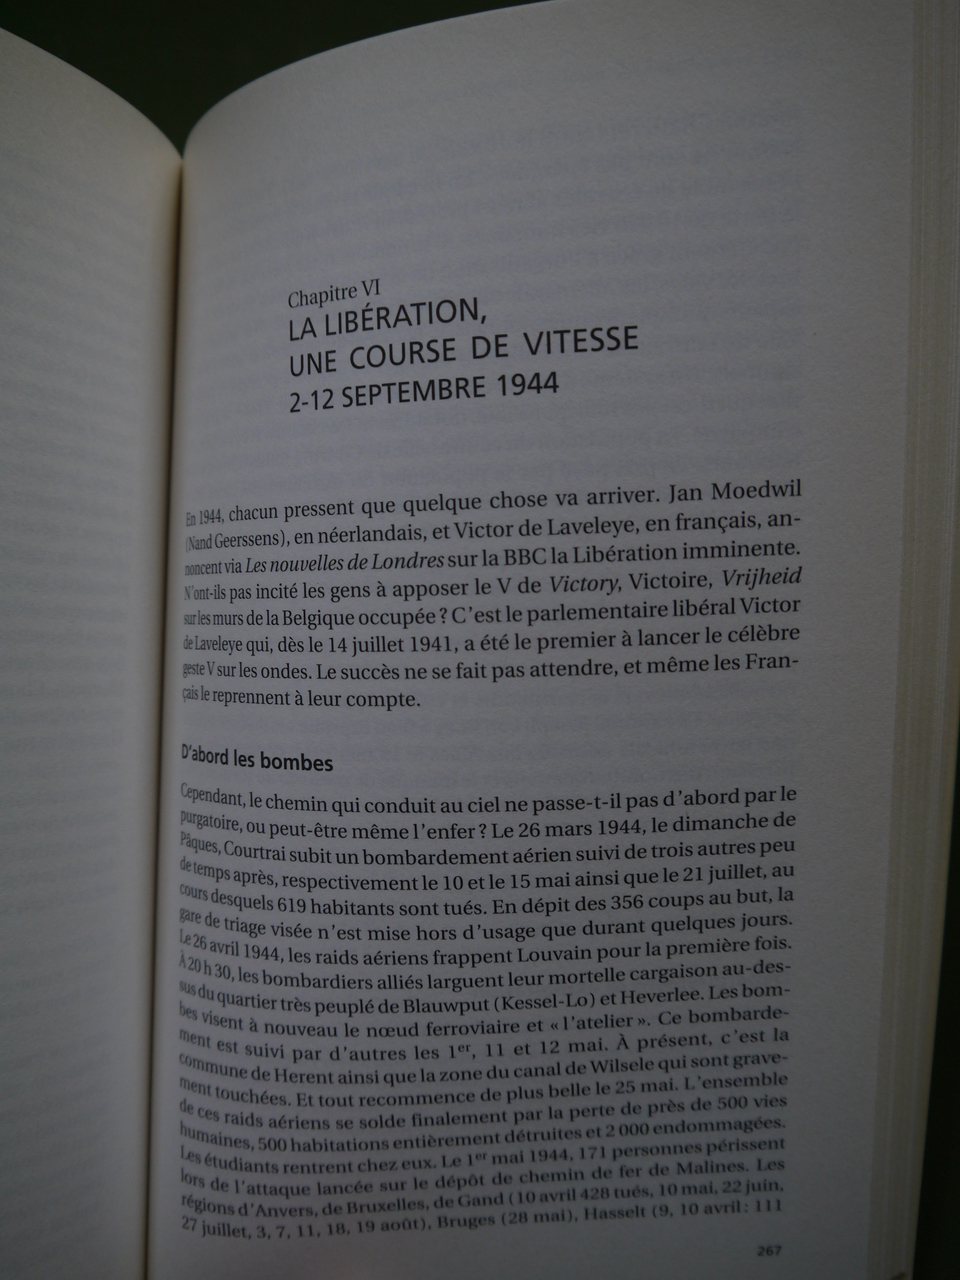 Chapitre VI
LA LIBÉRATION,
UNE COURSE DE VITESSE
2-12 SEPTEMBRE 1944
En 1944, chacun pressent que quelque chose va arriver. Jan Moedwil
(Nand Geerssens), en néerlandais, et Victor de Laveleye, en français, an-
noncent via Les nouvelles de Londres sur la BBC la Libération imminente.
N'ont-ils pas incité les gens à apposer le V de Victory, Victoire, Vrijheid
sur les murs de la Belgique occupée ? C'est le parlementaire libéral Victor
de Laveleye qui, dès le 14 juillet 1941, a été le premier à lancer le célèbre
geste V sur les ondes. Le succès ne se fait pas attendre, et même les Fran-
çais le reprennent à leur compte.
D'abord les bombes
Cependant, le chemin qui conduit au ciel ne passe-t-il pas d'abord par le
purgatoire, ou peut-être même l'enfer ? Le 26 mars 1944, le dimanche de
Pâques, Courtrai subit un bombardement aérien suivi de trois autres peu
de temps après, respectivement le 10 et le 15 mai ainsi que le 21 juillet, au
cours desquels 619 habitants sont tués. En dépit des 356 coups au but, la
gare de triage visée n'est mise hors d'usage que durant quelques jours.
Le 26 avril 1944, les raids aériens frappent Louvain pour la première fois.
À 20 h 30, les bombardiers alliés larguent leur mortelle cargaison au-des-
sus du quartier très peuplé de Blauwput (Kessel-Lo) et Heverlee. Les bom-
bes visent à nouveau le nœud ferroviaire et « l'atelier ». Ce bombarde-
ment est suivi par d'autres les 1er, 11 et 12 mai. À présent, c'est la
commune de Herent ainsi que la zone du canal de Wilsele qui sont grave-
ment touchées. Et tout recommence de plus belle le 25 mai. L'ensemble
de ces raids aériens se solde finalement par la perte de près de 500 vies
humaines, 500 habitations entièrement détruites et 2 000 endommagées.
Les étudiants rentrent chez eux. Le 1er mai 1944, 171 personnes périssent
lors de l'attaque lancée sur le dépôt de chemin de fer de Malines. Les
régions d'Anvers, de Bruxelles, de Gand (10 avril 428 tués, 10 mai, 22 juin,
27 juillet, 3, 7, 11, 18, 19 août), Bruges (28 mai), Hasselt (9, 10 avril : 111
267